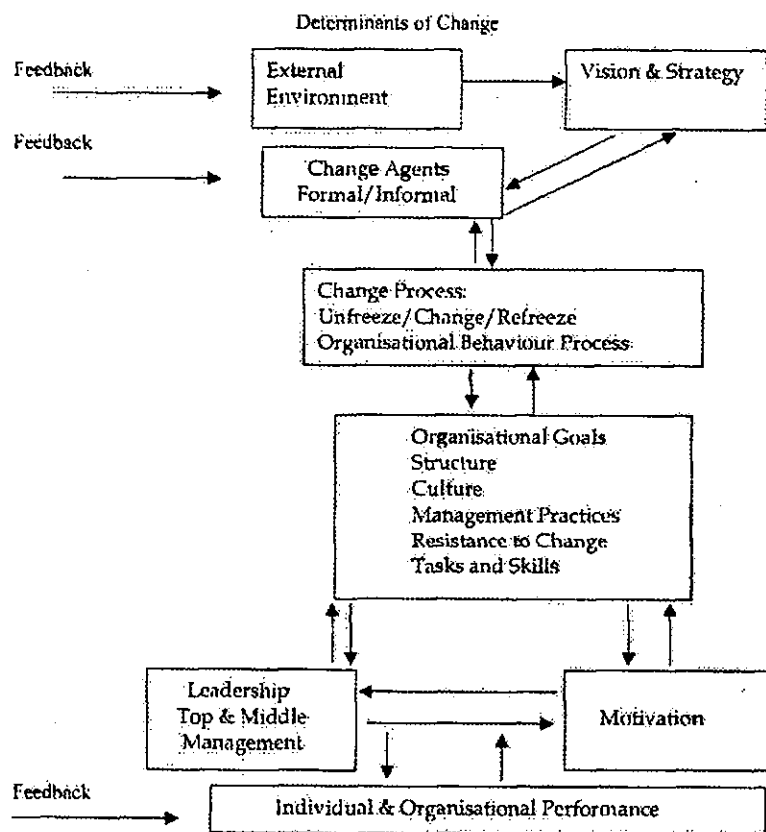 Determinants of Change
Feedback
External
Environment
Vision & Strategy
Feedback
Change Agents
Formal/Informal
Change Process:
Unfreeze/Change/Refreeze
Organisational Behaviour Process
Organisational Goals
Structure
Culture
Management Practices
Resistance to Change
Tasks and Skills
Leadership
Top & Middle
Management
Motivation
Feedback
Individual & Organisational Performance